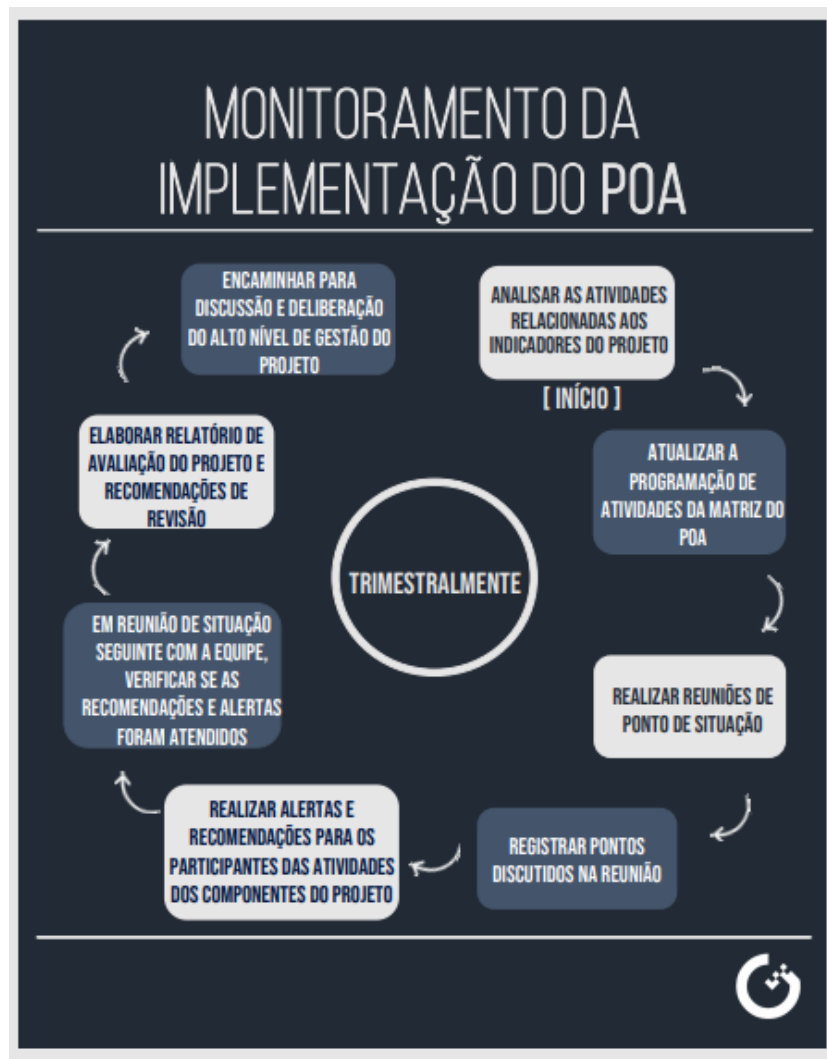 MONITORAMENTO DA
IMPLEMENTAÇÃO DO POA
ANALISAR AS ATIVIDADES
RELACIONADAS AOS
INDICADORES DO PROJETO
[ INÍCIO ]
ATUALIZAR A
PROGRAMAÇÃO DE
ATIVIDADES DA MATRIZ DO
POA
REALIZAR REUNIÕES DE
PONTO DE SITUAÇÃO
REGISTRAR PONTOS
DISCUTIDOS NA REUNIÃO
REALIZAR ALERTAS E
RECOMENDAÇÕES PARA OS
PARTICIPANTES DAS ATIVIDADES
DOS COMPONENTES DO PROJETO
EM REUNIÃO DE SITUAÇÃO
SEGUINTE COM A EQUIPE,
VERIFICAR SE AS
RECOMENDAÇÕES E ALERTAS
FORAM ATENDIDOS
ELABORAR RELATÓRIO DE
AVALIAÇÃO DO PROJETO E
RECOMENDAÇÕES DE
REVISÃO
ENCAMINHAR PARA
DISCUSSÃO E DELIBERAÇÃO
DO ALTO NÍVEL DE GESTÃO DO
PROJETO
TRIMESTRALMENTE